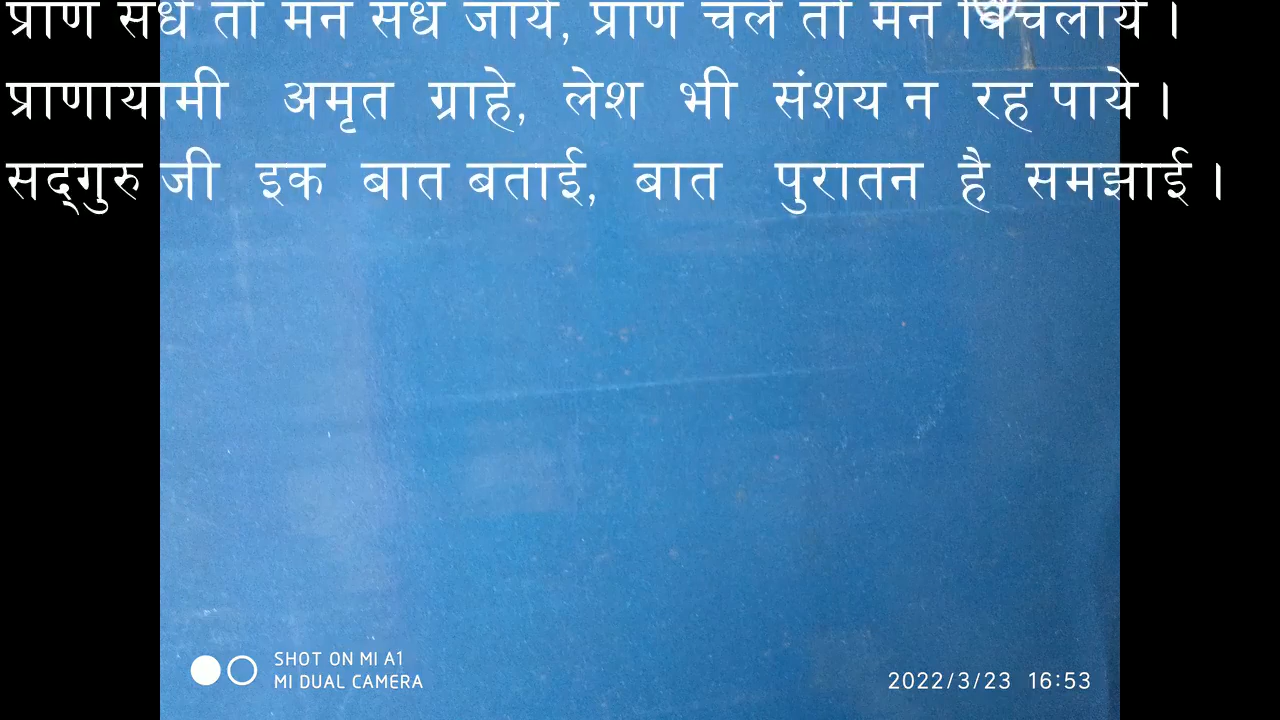 प्राण सधे तो मन सध जाये, प्राण चले तो मन बिचलाये ।
प्राणायामी अमृत ग्राहे, लेश भी संशय न रह पाये ।
सद्गुरु जी इक बात बताई, बात पुरातन है समझाई ।
SHOT ON MI A1
MI DUAL CAMERA
2022/3/23 16:53